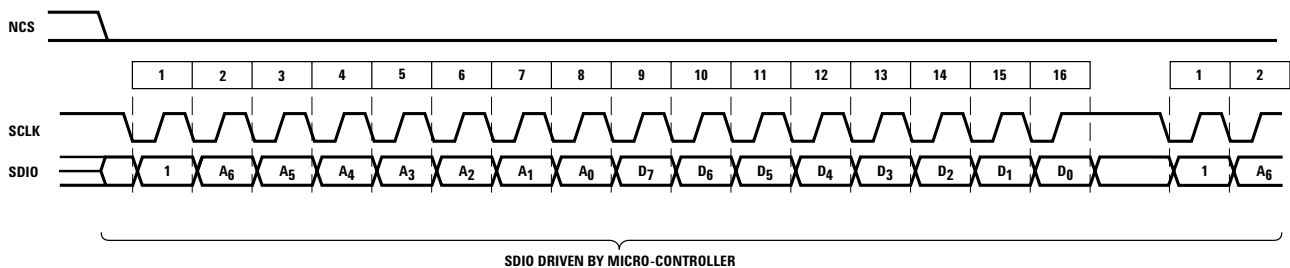 NCS
1 2 3 4 5 6 7 8 9 10 11 12 13 14 15 16 1 2
SCLK
SDIO 1 A6 A5 A4 A3 A2 A1 A0 D7 D6 D5 D4 D3 D2 D1 D0 1 A6
SDIO DRIVEN BY MICRO-CONTROLLER